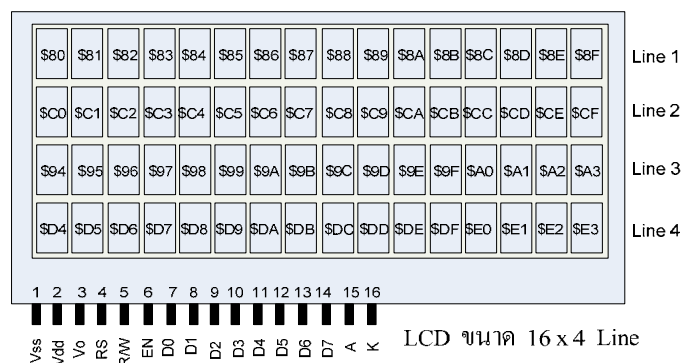 $80 $81 $82 $83 $84 $85 $86 $87 $88 $89 $8A $8B $8C $8D $8E $8F Line 1
$C0 $C1 $C2 $C3 $C4 $C5 $C6 $C7 $C8 $C9 $CA $CB $CC $CD $CE $CF Line 2
$94 $95 $96 $97 $98 $99 $9A $9B $9C $9D $9E $9F $A0 $A1 $A2 $A3 Line 3
$D4 $D5 $D6 $D7 $D8 $D9 $DA $DB $DC $DD $DE $DF $E0 $E1 $E2 $E3 Line 4
1 2 3 4 5 6 7 8 9 10 11 12 13 14 15 16
Vss Vdd Vo RS R/W EN D0 D1 D2 D3 D4 D5 D6 D7 A K
LCD ขนาด 16 x 4 Line